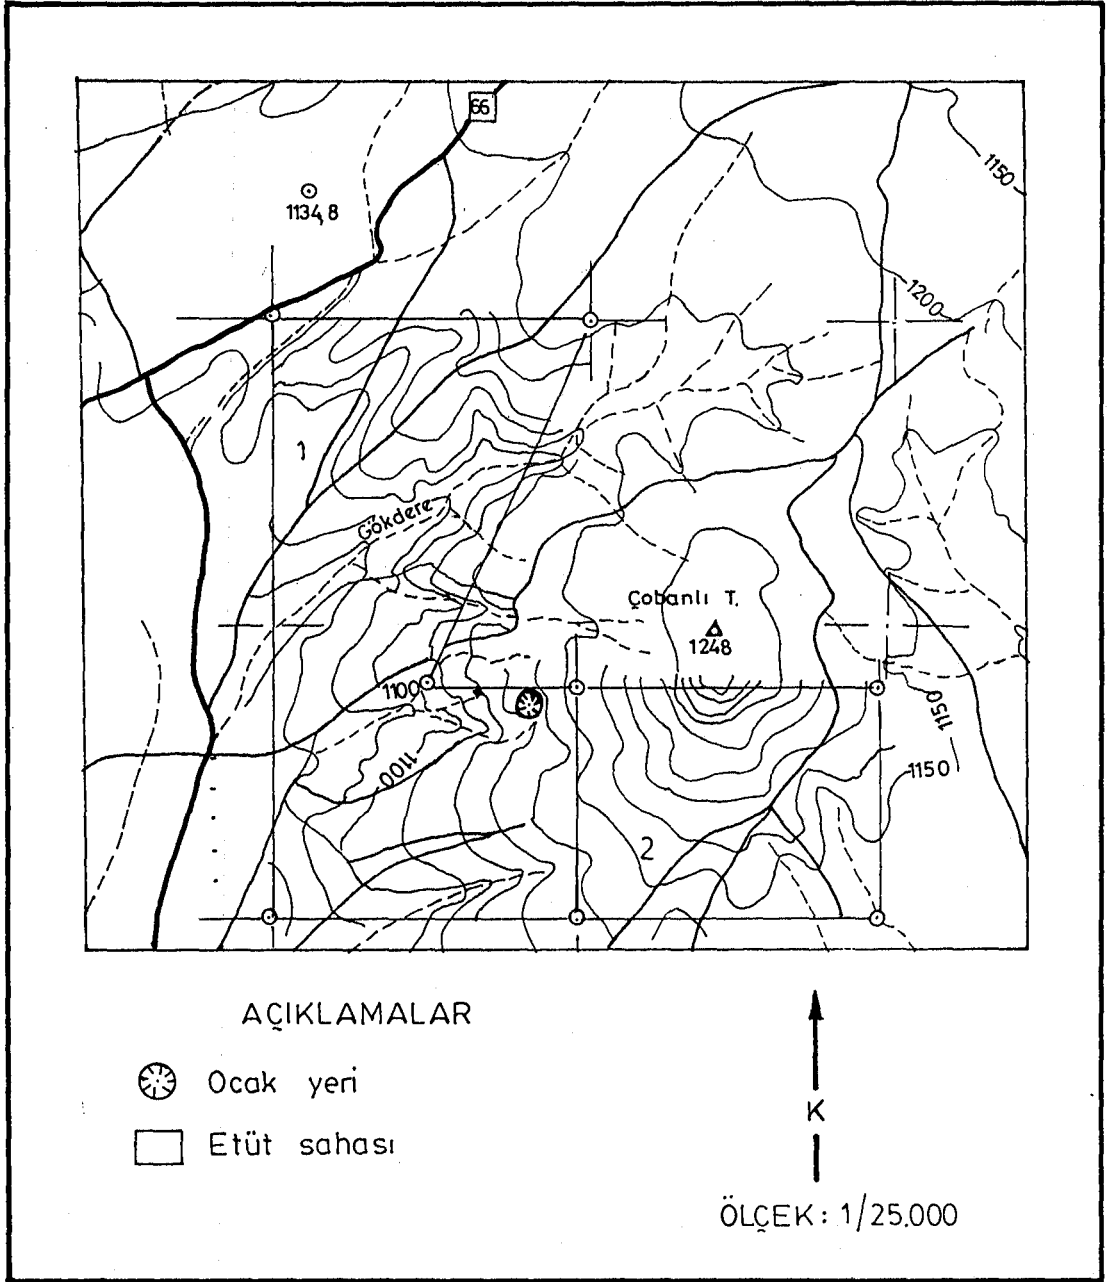 66
1134,8
1150
1200
1
Gökdere
Çobanlı T.
1248
1100
1150
1100
1150
2
AÇIKLAMALAR
Ocak yeri
Etüt sahası
K
ÖLÇEK: 1/25.000